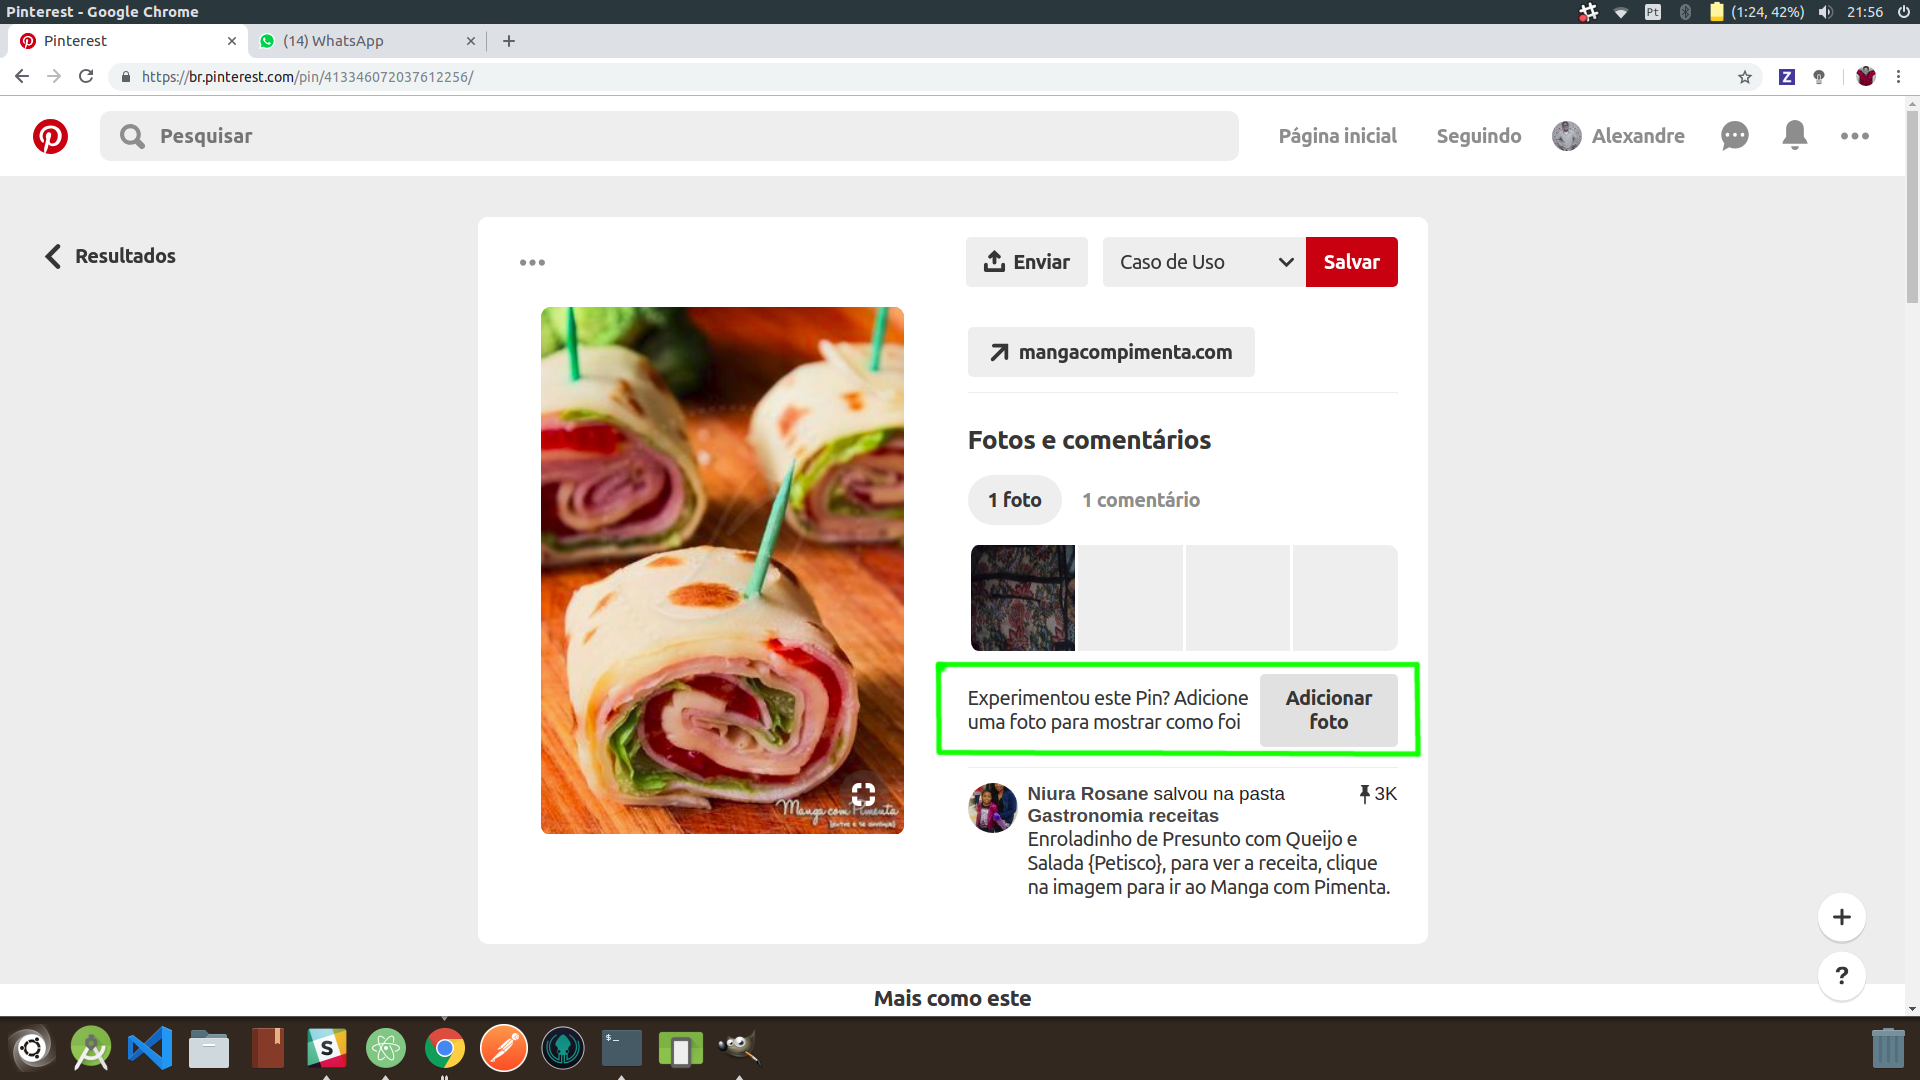 Pinterest - Google Chrome
Pt
(1:24, 42%)
21:56
Pinterest
(14) WhatsApp
https://br.pinterest.com/pin/413346072037612256/
Z
Pesquisar
Página inicial
Seguindo
Alexandre
Resultados
Enviar
Caso de Uso
Salvar
mangacompimenta.com
Fotos e comentários
1 foto
1 comentário
Experimentou este Pin? Adicione
uma foto para mostrar como foi
Adicionar
foto
Manga com Pimenta
Niura Rosane salvou na pasta
3K
Gastronomia receitas
Enroladinho de Presunto com Queijo e
Salada {Petisco}, para ver a receita, clique
na imagem para ir ao Manga com Pimenta.
+
?
Mais como este
S
$_